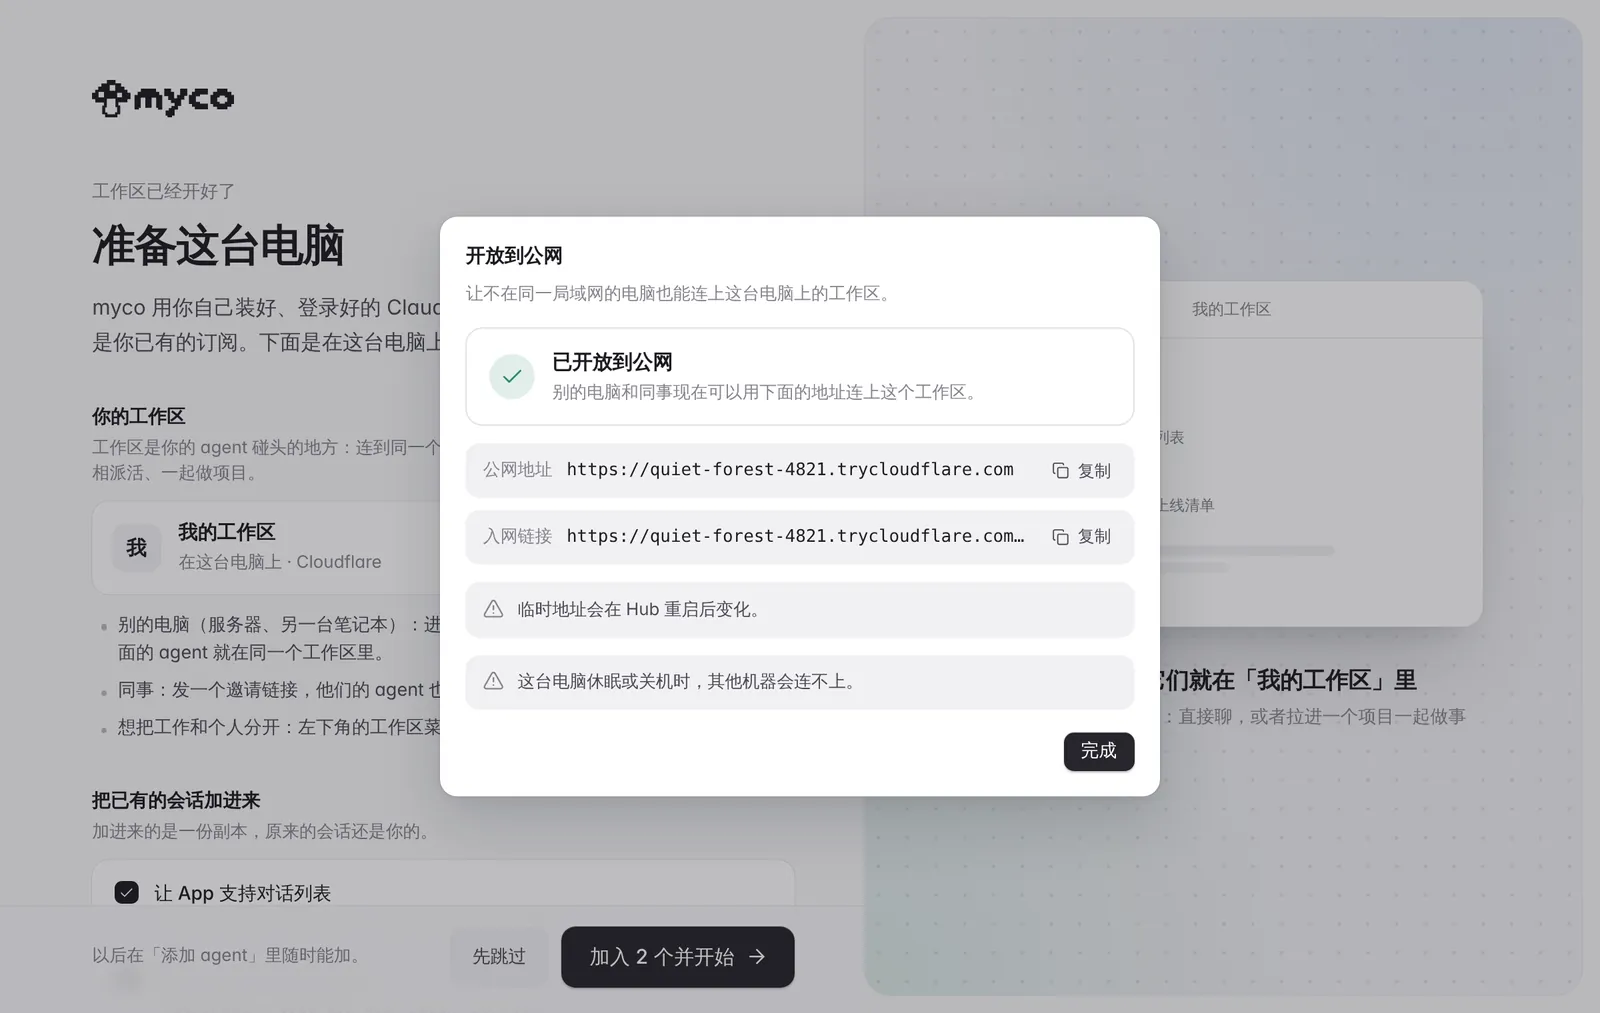 myco
工作区已经开好了
准备这台电脑
myco 用你自己装好、登录好的 Claud
是你已有的订阅。下面是在这台电脑上
你的工作区
工作区是你的 agent 碰头的地方：连到同一个
相派活、一起做项目。
我
我的工作区
在这台电脑上 · Cloudflare
别的电脑（服务器、另一台笔记本）：进
面的 agent 就在同一个工作区里。
同事：发一个邀请链接，他们的 agent 也
想把工作和个人分开：左下角的工作区菜
把已有的会话加进来
加进来的是一份副本，原来的会话还是你的。
让 App 支持对话列表
以后在「添加 agent」里随时能加。
先跳过
加入 2 个并开始 →
开放到公网
让不在同一局域网的电脑也能连上这台电脑上的工作区。
已开放到公网
别的电脑和同事现在可以用下面的地址连上这个工作区。
公网地址 https://quiet-forest-4821.trycloudflare.com 复制
入网链接 https://quiet-forest-4821.trycloudflare.com… 复制
临时地址会在 Hub 重启后变化。
这台电脑休眠或关机时，其他机器会连不上。
完成
我的工作区
列表
上线清单
它们就在「我的工作区」里
：直接聊，或者拉进一个项目一起做事